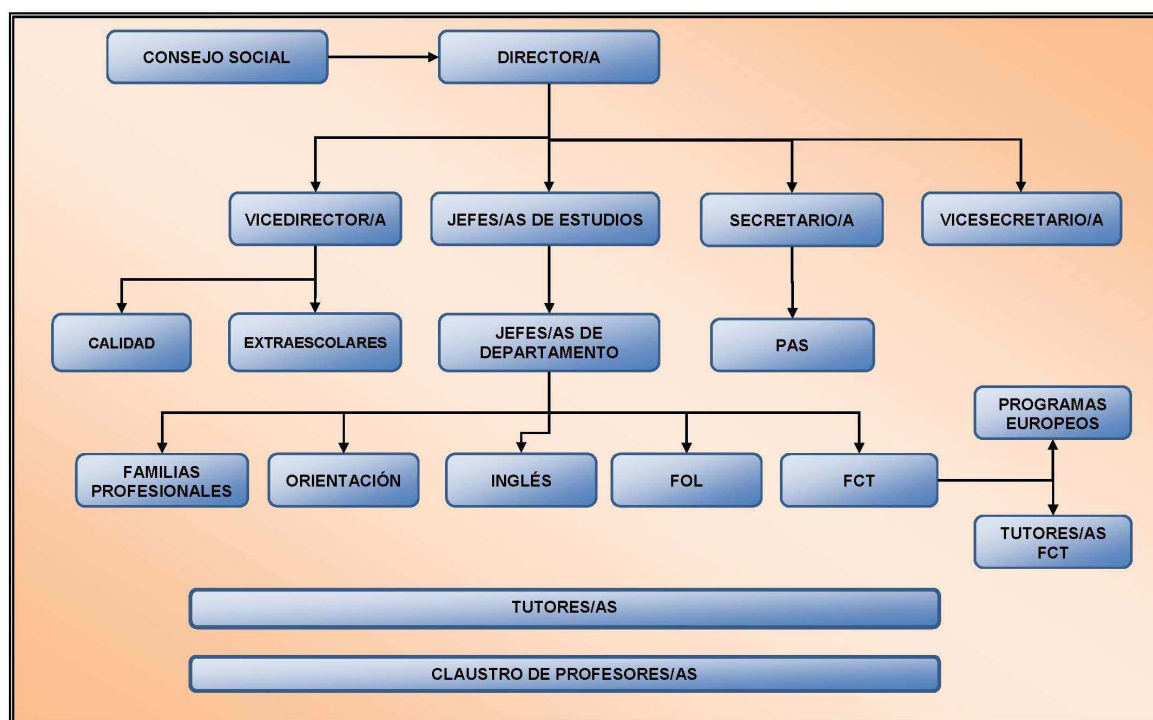 CONSEJO SOCIAL
DIRECTOR/A
VICEDIRECTOR/A
JEFES/AS DE ESTUDIOS
SECRETARIO/A
VICESECRETARIO/A
CALIDAD
EXTRAESCOLARES
JEFES/AS DE
DEPARTAMENTO
PAS
PROGRAMAS
EUROPEOS
FAMILIAS
PROFESIONALES
ORIENTACIÓN
INGLÉS
FOL
FCT
TUTORES/AS
FCT
TUTORES/AS
CLAUSTRO DE PROFESORES/AS